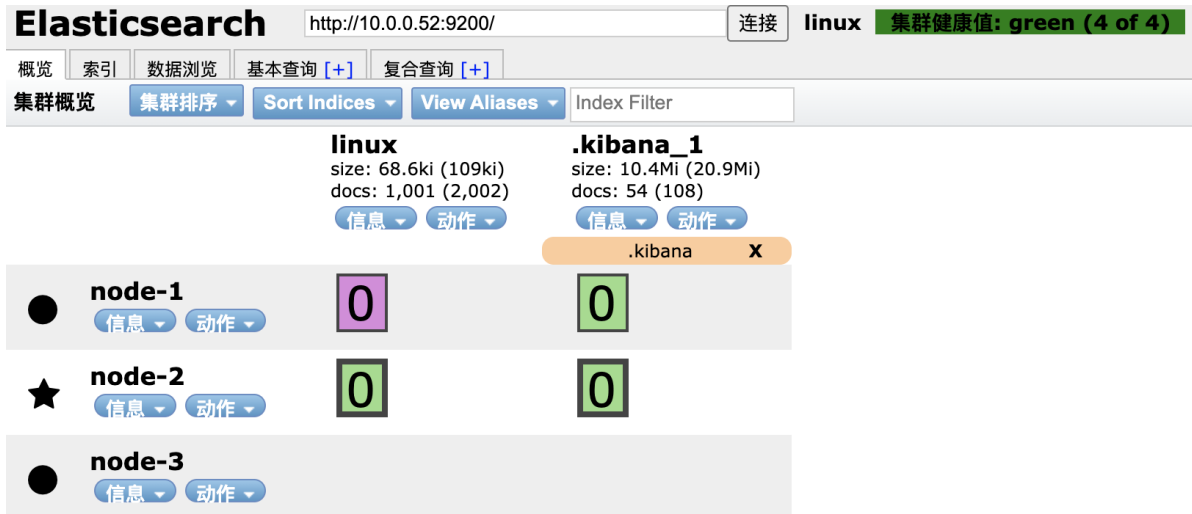 Elasticsearch http://10.0.0.52:9200/ 连接 linux 集群健康值: green (4 of 4)
概览 索引 数据浏览 基本查询 [+] 复合查询 [+]
集群概览 集群排序 Sort Indices View Aliases Index Filter
linux .kibana_1
size: 68.6ki (109ki) size: 10.4Mi (20.9Mi)
docs: 1,001 (2,002) docs: 54 (108)
信息 动作 信息 动作
.kibana X
node-1 0 0
信息 动作
node-2 0 0
信息 动作
node-3
信息 动作